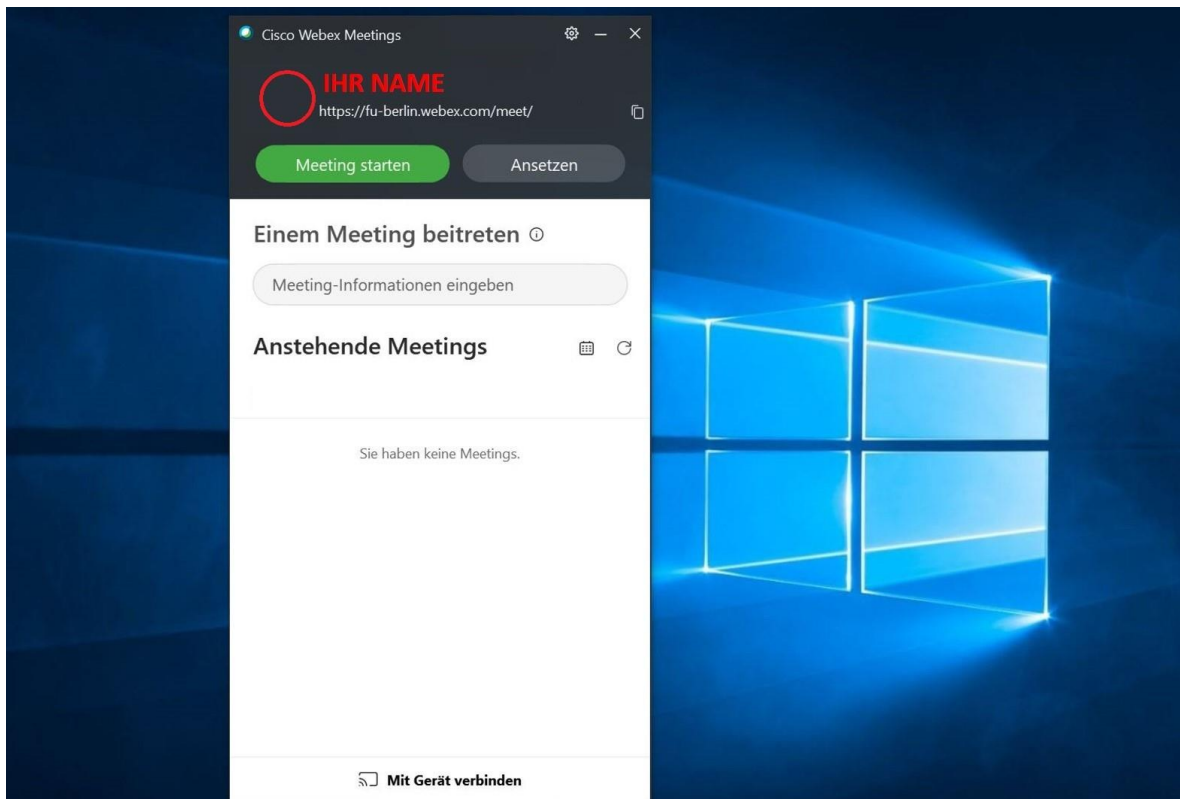 Cisco Webex Meetings
IHR NAME
https://fu-berlin.webex.com/meet/
Meeting starten
Ansetzen
Einem Meeting beitreten
Meeting-Informationen eingeben
Anstehende Meetings
Sie haben keine Meetings.
Mit Gerät verbinden